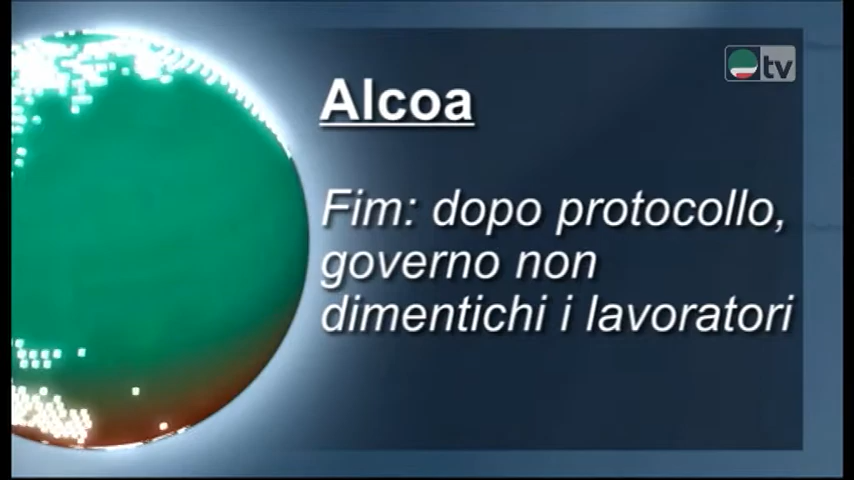 tv
Alcoa
Fim: dopo protocollo,
governo non
dimentichi i lavoratori